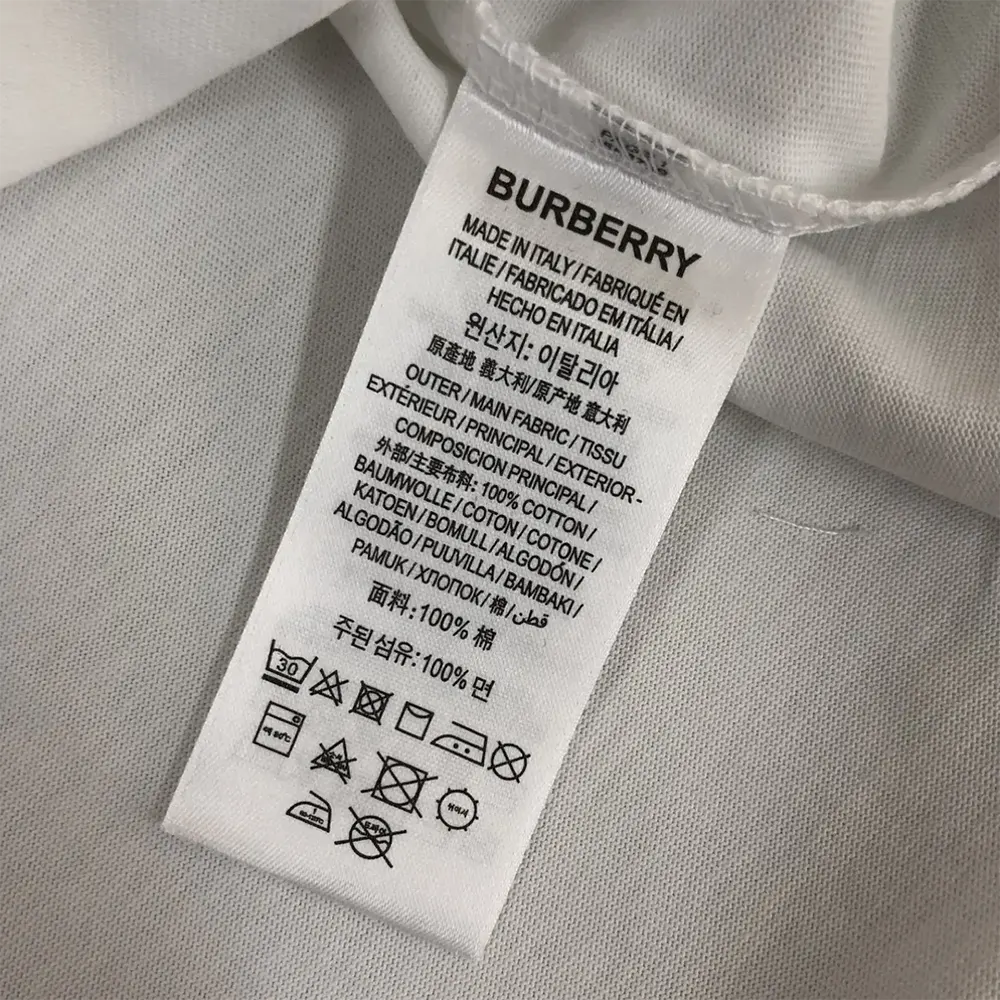 BURBERRY
MADE IN ITALY / FABRIQUÉ EN
ITALIE / FABRICADO EM ITÁLIA /
HECHO EN ITALIA
원산지: 이탈리아
原產地 義大利/原产地 意大利
OUTER / MAIN FABRIC / TISSU
EXTÉRIEUR / PRINCIPAL / EXTERIOR -
COMPOSICION PRINCIPAL /
外部/主要布料: 100% COTTON /
BAUMWOLLE / COTON / COTONE /
KATOEN / BOMULL / ALGODÓN /
ALGODÃO / PUUVILLA / BAMBAKI /
PAMUK / ХЛОПОК / 棉 / قطن
面料:100% 棉
주된 섬유:100% 면
30